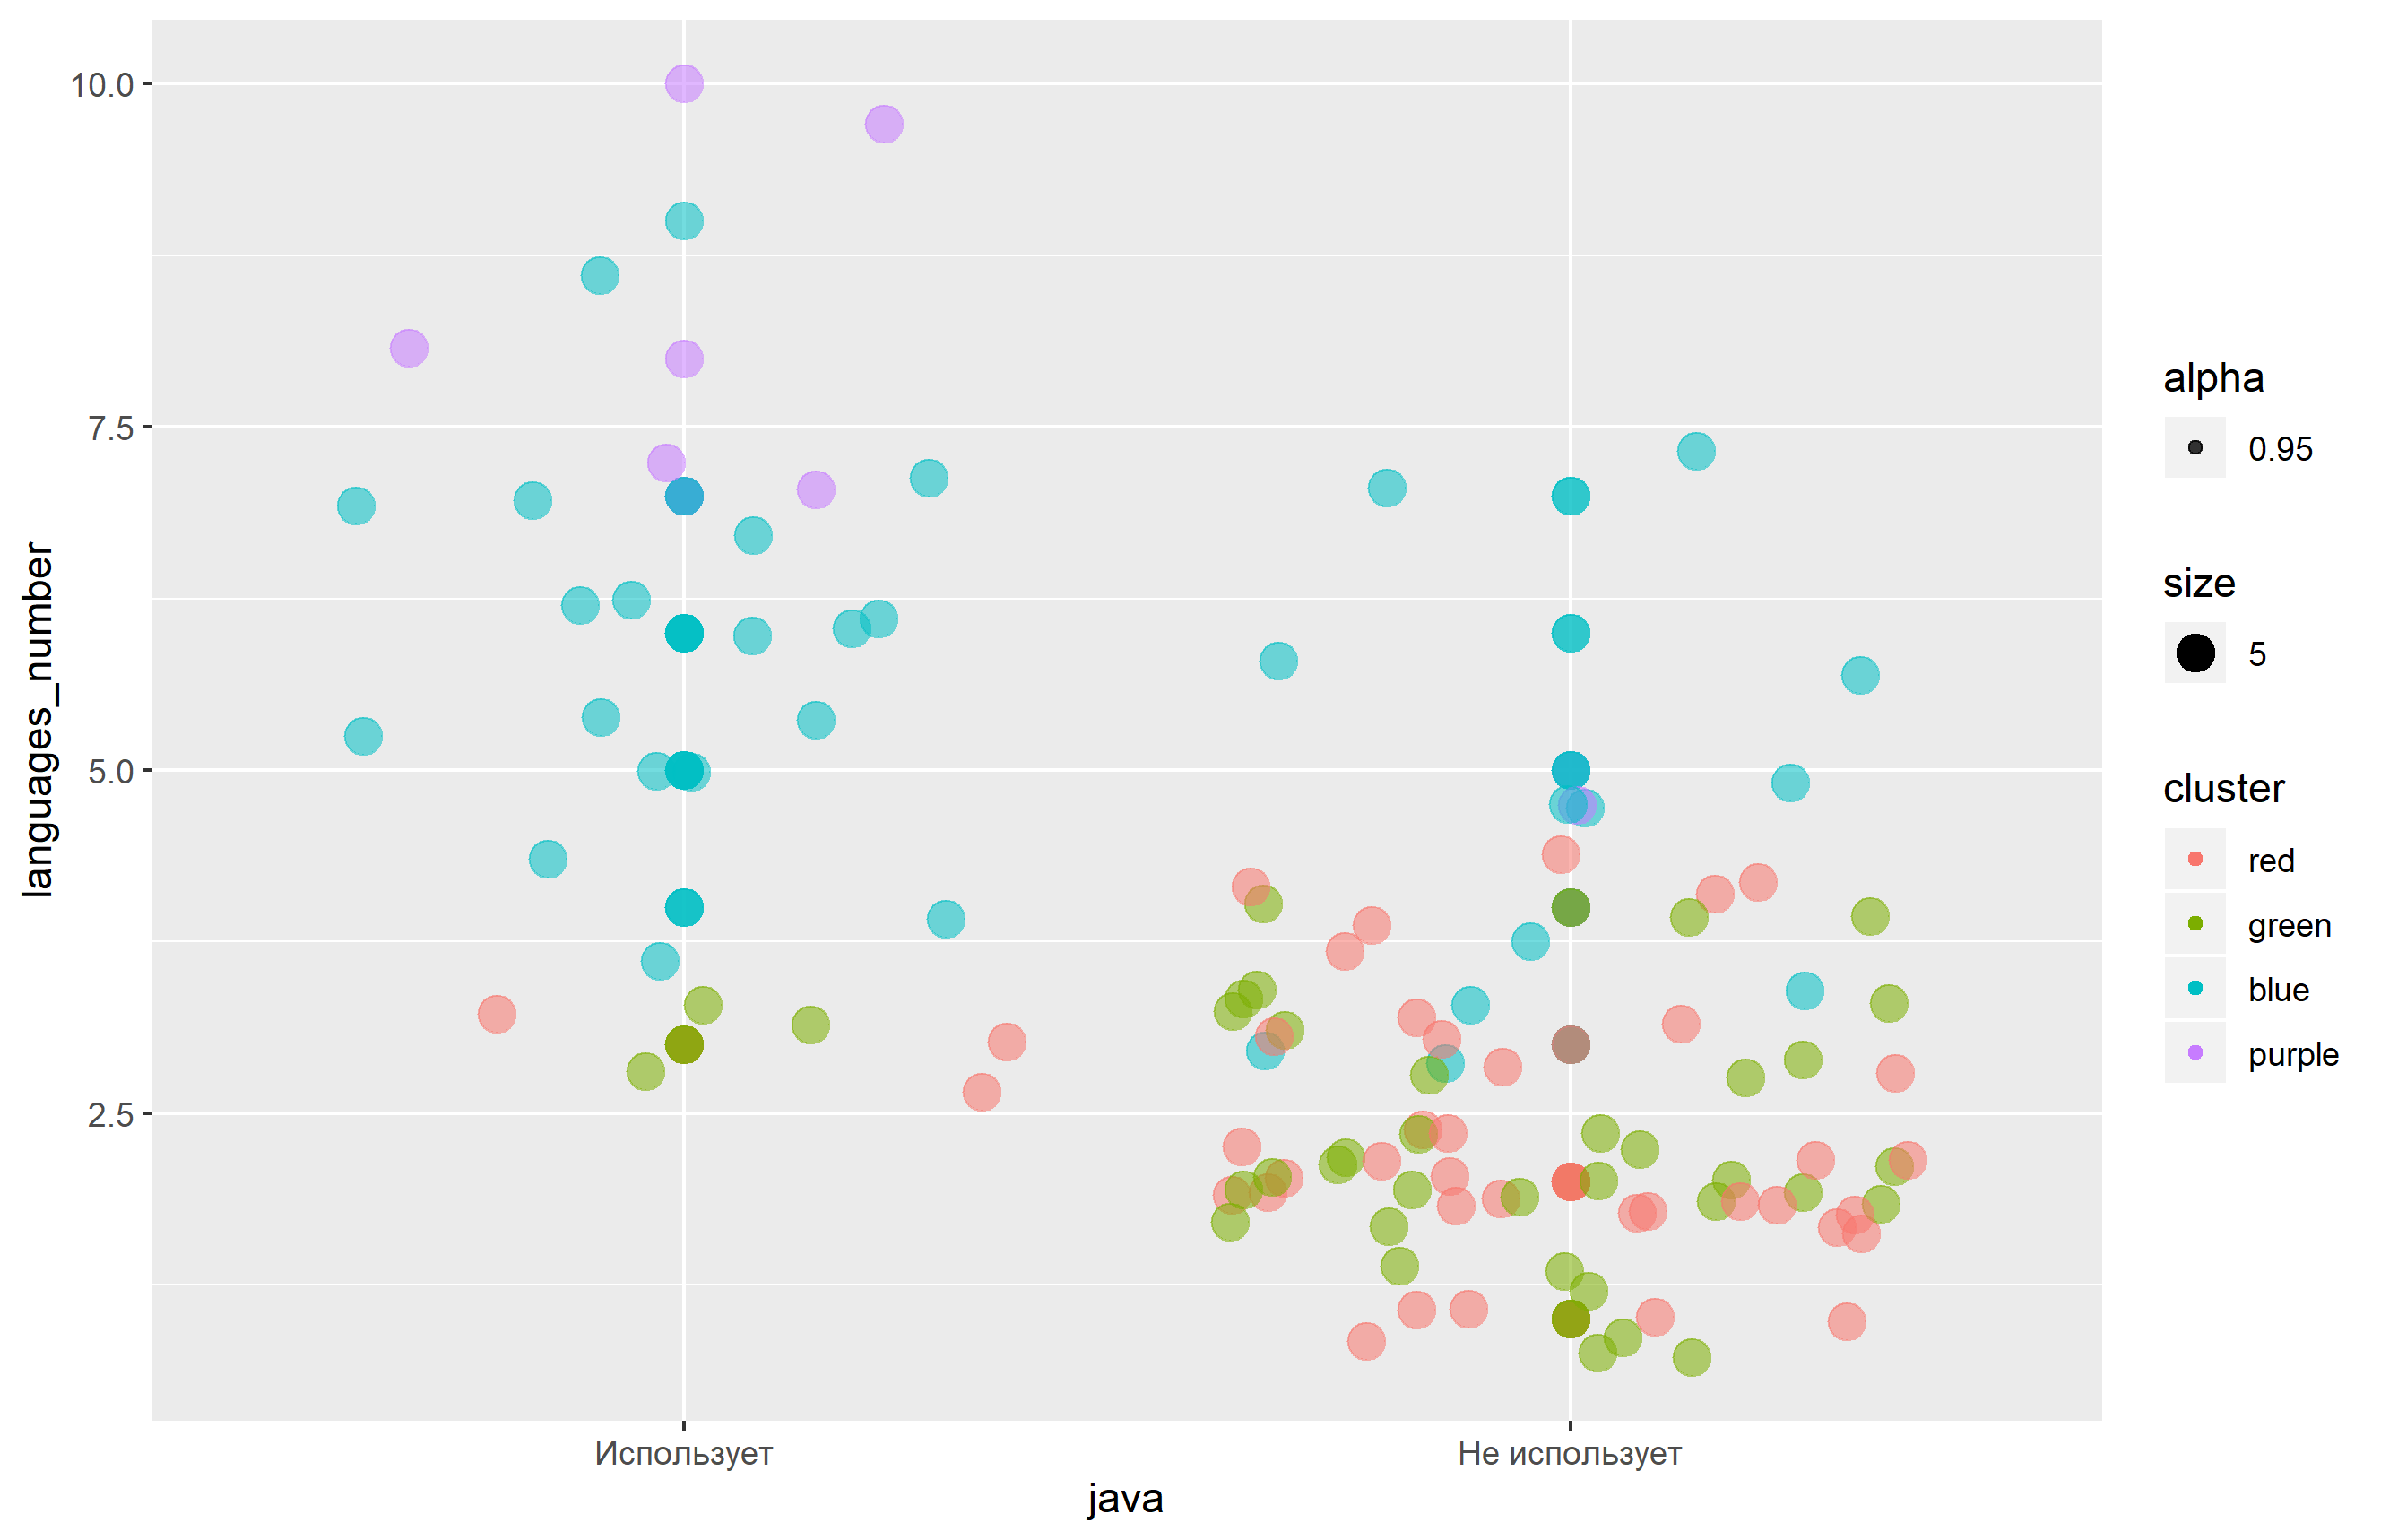 10.0
7.5
5.0
2.5
languages_number
Использует
Не использует
java
alpha
0.95
size
5
cluster
red
green
blue
purple